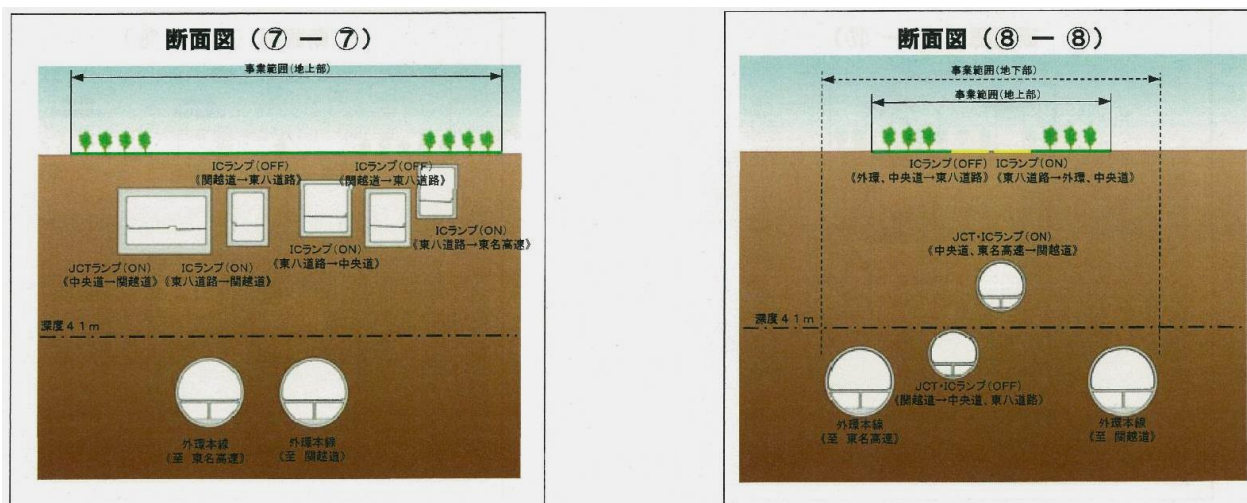 断面図(⑦ー⑦)
事業範囲(地上部)
ICランプ(OFF)
《関越道→東八道路》
ICランプ(OFF)
《関越道→東八道路》
ICランプ(ON)
《東八道路→東名高速》
ICランプ(ON)
《東八道路→中央道》
JCTランプ(ON)
《中央道→関越道》
ICランプ(ON)
《東八道路→関越道》
深度41m
外環本線
(至 東名高速)
外環本線
(至 関越道)
断面図(⑧ー⑧)
事業範囲(地下部)
事業範囲(地上部)
ICランプ(OFF)
《外環、中央道→東八道路》
ICランプ(ON)
《東八道路→外環、中央道》
JCT・ICランプ(ON)
《中央道、東名高速→関越道》
深度41m
JCT・ICランプ(OFF)
《関越道→中央道、東八道路》
外環本線
(至 東名高速)
外環本線
(至 関越道)